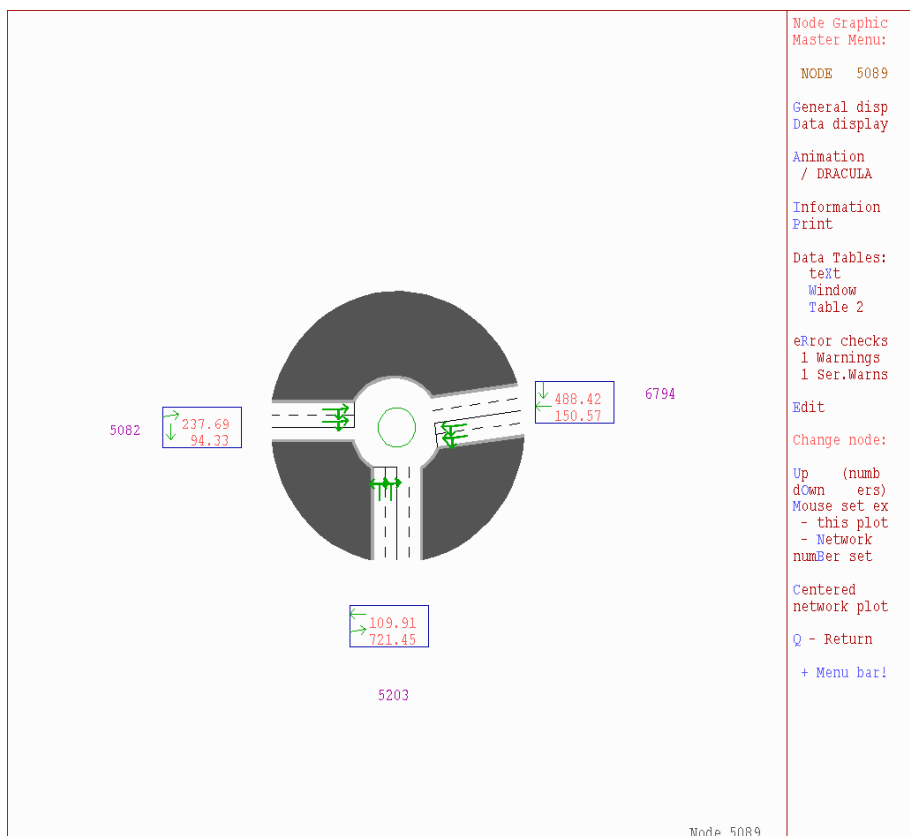 Node Graphic
Master Menu:
NODE 5089
General disp
Data display
Animation
/ DRACULA
Information
Print
Data Tables:
teXt
Window
Table 2
eRror checks
1 Warnings
1 Ser.Warns
Edit
Change node:
Up (numb
dOwn ers)
Mouse set ex
- this plot
- Network
numBer set
Centered
network plot
Q - Return
+ Menu bar!
488.42
150.57
6794
5082
237.69
94.33
109.91
721.45
5203
Node 5089